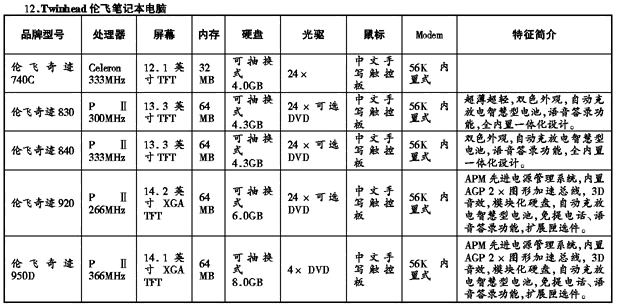 12.Twinhead 伦飞笔记本电脑
品牌型号 处理器 屏幕 内存 硬盘 光驱 鼠标 Modem 特征简介
伦飞奇迹 740C Celeron 333MHz 12.1英寸TFT 32 MB 可抽换式 4.0GB 24× 中文手写触控板 56K 内置式
伦飞奇迹 830 P Ⅱ 300MHz 13.3英寸TFT 64 MB 可抽换式 4.3GB 24×可选 DVD 中文手写触控板 56K 内置式 超薄超轻,双色外观,自动充放电智慧型电池,语音答录功能,全内置一体化设计。
伦飞奇迹 840 P Ⅱ 333MHz 13.3英寸TFT 64 MB 可抽换式 4.3GB 24×可选 DVD 中文手写触控板 56K 内置式 双色外观,自动充放电智慧型电池,语音答录功能,全内置一体化设计。
伦飞奇迹 920 P Ⅱ 266MHz 14.2英寸 XGA TFT 64 MB 可抽换式 6.0GB 24×可选 DVD 中文手写触控板 56K 内置式 APM 先进电源管理系统,内置 AGP 2×图形加速总线, 3D 音效,模块化硬盘,自动充放电智慧型电池,免提电话、语音答录功能,扩展匣选件。
伦飞奇迹 950D P Ⅱ 366MHz 14.1英寸 XGA TFT 64 MB 可抽换式 8.0GB 4× DVD 中文手写触控板 56K 内置式 APM 先进电源管理系统,内置 AGP 2×图形加速总线, 3D 音效,模块化硬盘,自动充放电智慧型电池,免提电话、语音答录功能,扩展匣选件。